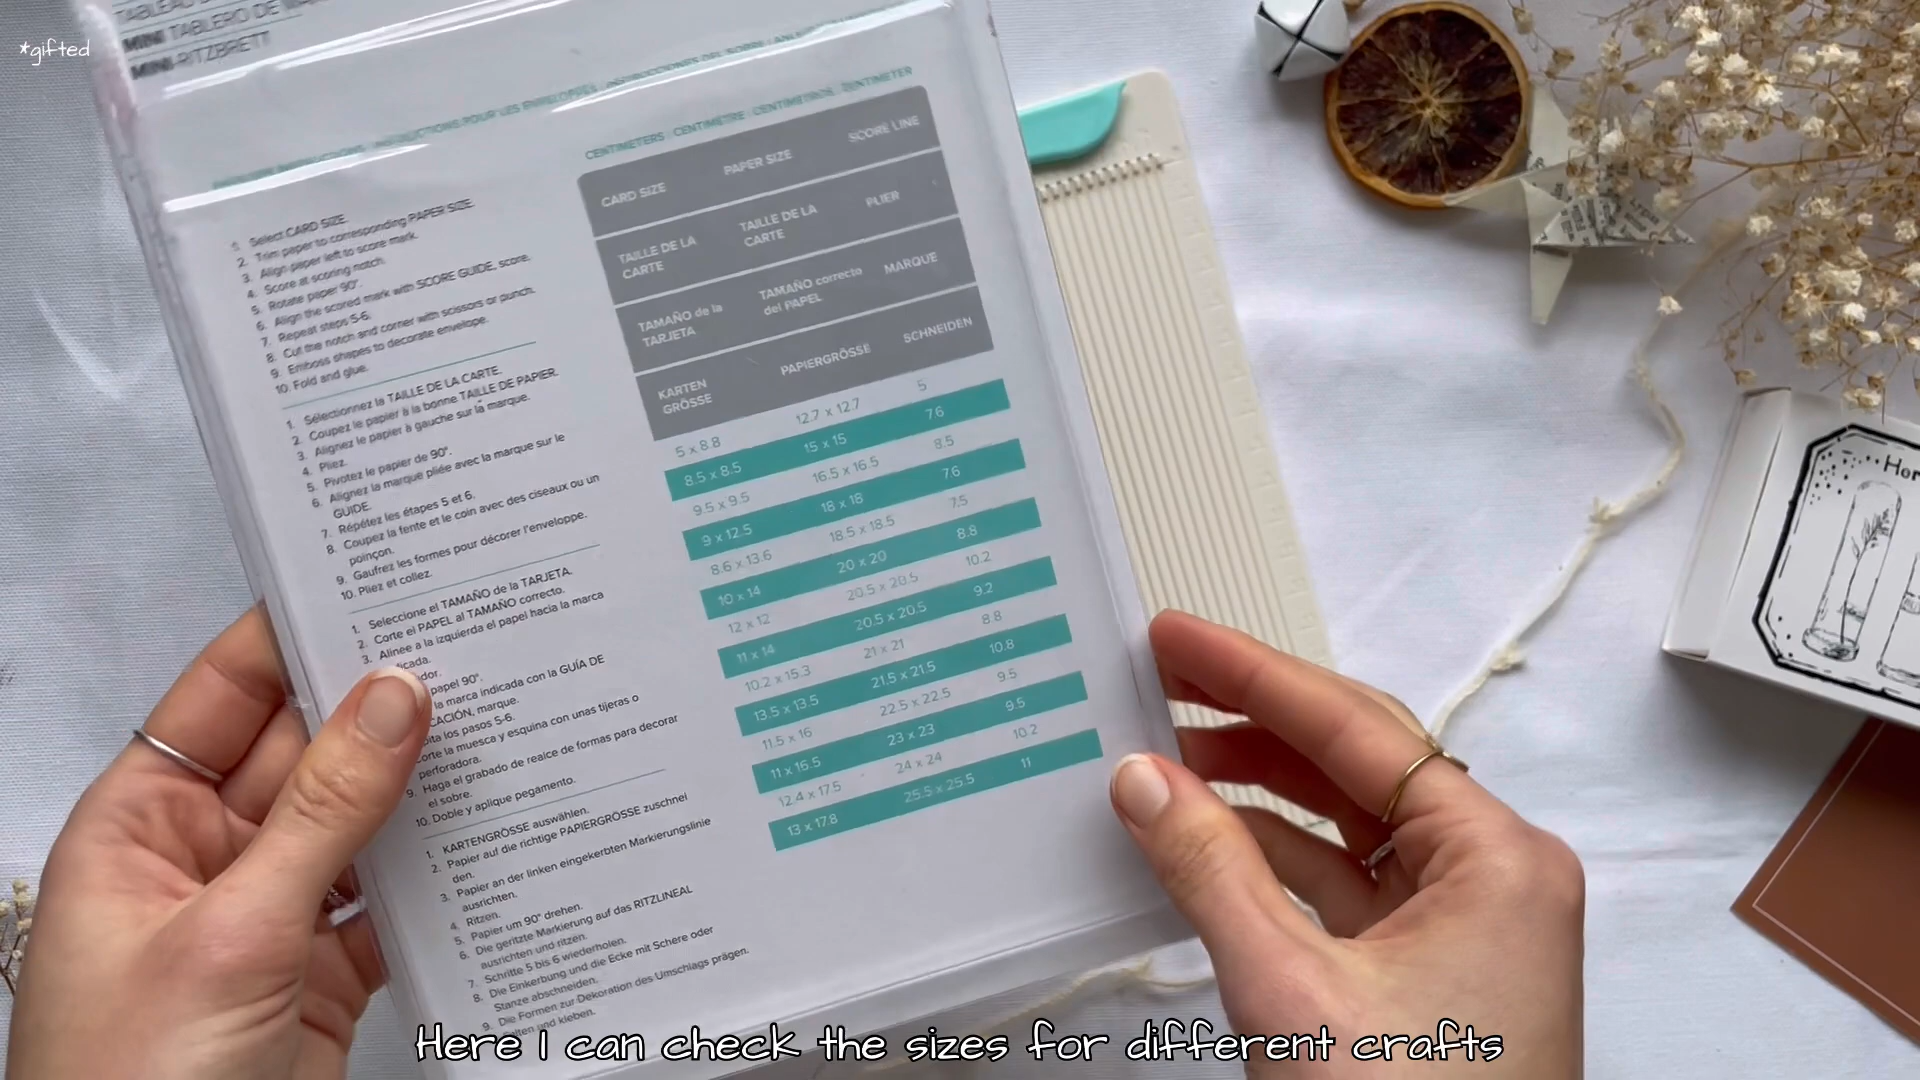 *gifted
TABLEAU
MINI TABLERO DE
MINI RITZBRETT
INSTRUCTIONS INSTRUCTIONS POUR LES ENVELOPPES INSTRUCCIONES DEL SOBRE
1. Select CARD SIZE.
2. Trim paper to corresponding PAPER SIZE.
3. Align paper left to score mark.
4. Score at scoring notch.
5. Rotate paper 90°.
6. Align the scored mark with SCORE GUIDE, score.
7. Repeat steps 5-6.
8. Cut the notch and corner with scissors or punch.
9. Emboss shapes to decorate envelope.
10. Fold and glue.
1. Sélectionnez la TAILLE DE LA CARTE.
2. Coupez le papier à la bonne TAILLE DE PAPIER.
3. Alignez le papier à gauche sur la marque.
4. Pliez.
5. Pivotez le papier de 90°.
6. Alignez la marque pliée avec la marque sur le
GUIDE.
7. Répétez les étapes 5 et 6.
8. Coupez la fente et le coin avec des ciseaux ou un
poinçon.
9. Gaufrez les formes pour décorer l'enveloppe.
10. Pliez et collez.
1. Seleccione el TAMAÑO de la TARJETA.
2. Corte el PAPEL al TAMAÑO correcto.
3. Alinee a la izquierda el papel hacia la marca
papel 90°.
la marca indicada con la GUÍA DE
marque.
los pasos 5-6.
la muesca y esquina con unas tijeras o
perforadora.
9. Haga el grabado de realce de formas para decorar
el sobre.
10. Doble y aplique pegamento.
1. KARTENGRÖSSE auswählen.
2. Papier auf die richtige PAPIERGRÖSSE zuschnei
den.
3. Papier an der linken eingekerbten Markierungslinie
ausrichten.
4. Ritzen.
5. Papier um 90° drehen.
6. Die geritzte Markierung auf das RITZLINEAL
ausrichten und ritzen.
7. Schritte 5 bis 6 wiederholen.
8. Die Einkerbung und die Ecke mit Schere oder
Stanze abschneiden.
9. Die Formen zur Dekoration des Umschlags prägen.
und kleben.
CENTIMETERS CENTIMÈTRE CENTIMETROS ZENTIMETER
CARD SIZE PAPER SIZE SCORE LINE
TAILLE DE LA CARTE TAILLE DE LA CARTE PLIER
TAMAÑO de la TARJETA TAMAÑO correcto del PAPEL MARQUE
KARTEN GRÖSSE PAPIERGRÖSSE SCHNEIDEN
5 x 8.8 12.7 x 12.7 5
8.5 x 8.5 15 x 15 7.6
9.5 x 9.5 16.5 x 16.5 8.5
9 x 12.5 18 x 18 7.6
8.6 x 13.6 18.5 x 18.5 7.5
10 x 14 20 x 20 8.8
12 x 12 20.5 x 20.5 10.2
11 x 14 20.5 x 20.5 9.2
10.2 x 15.3 21 x 21 8.8
13.5 x 13.5 21.5 x 21.5 10.8
11.5 x 16 22.5 x 22.5 9.5
11 x 16.5 23 x 23 9.5
12.4 x 17.5 24 x 24 10.2
13 x 17.8 25.5 x 25.5 11
Here I can check the sizes for different crafts